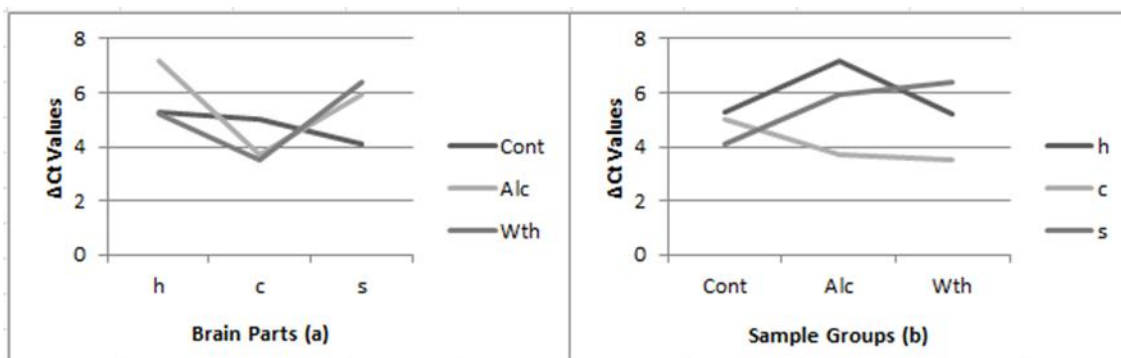 8
6
4
2
0
ΔCt Values
h c s
Brain Parts (a)
Cont
Alc
Wth
8
6
4
2
0
ΔCt Values
Cont Alc Wth
Sample Groups (b)
h
c
s